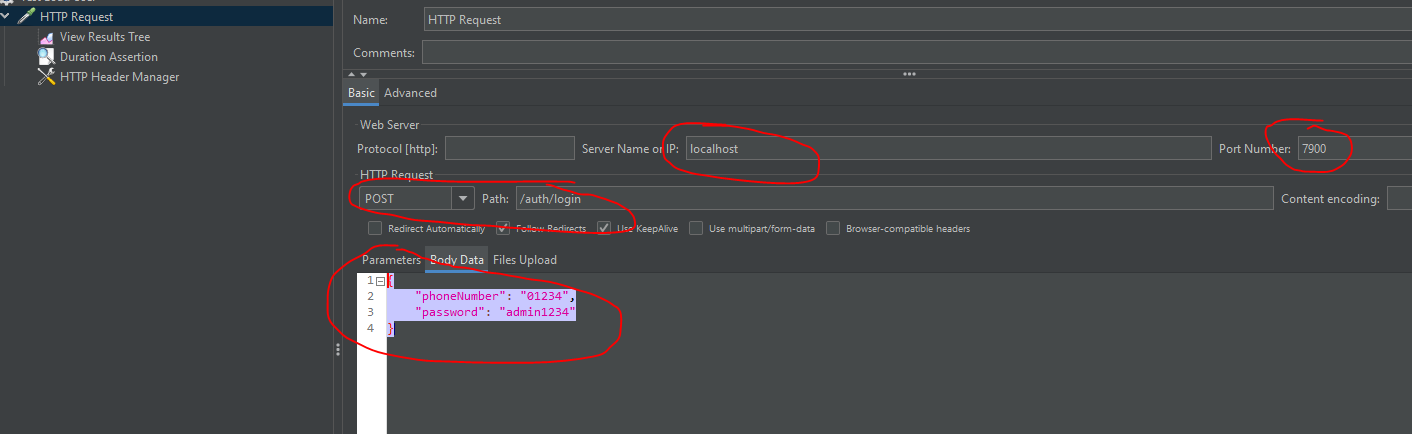 HTTP Request
View Results Tree
Duration Assertion
HTTP Header Manager
Name: HTTP Request
Comments:
Basic Advanced
Web Server
Protocol [http]: Server Name or IP: localhost Port Number: 7900
HTTP Request
POST Path: /auth/login Content encoding:
Redirect Automatically Follow Redirects Use KeepAlive Use multipart/form-data Browser-compatible headers
Parameters Body Data Files Upload
1 {
2 "phoneNumber": "01234",
3 "password": "admin1234"
4 }